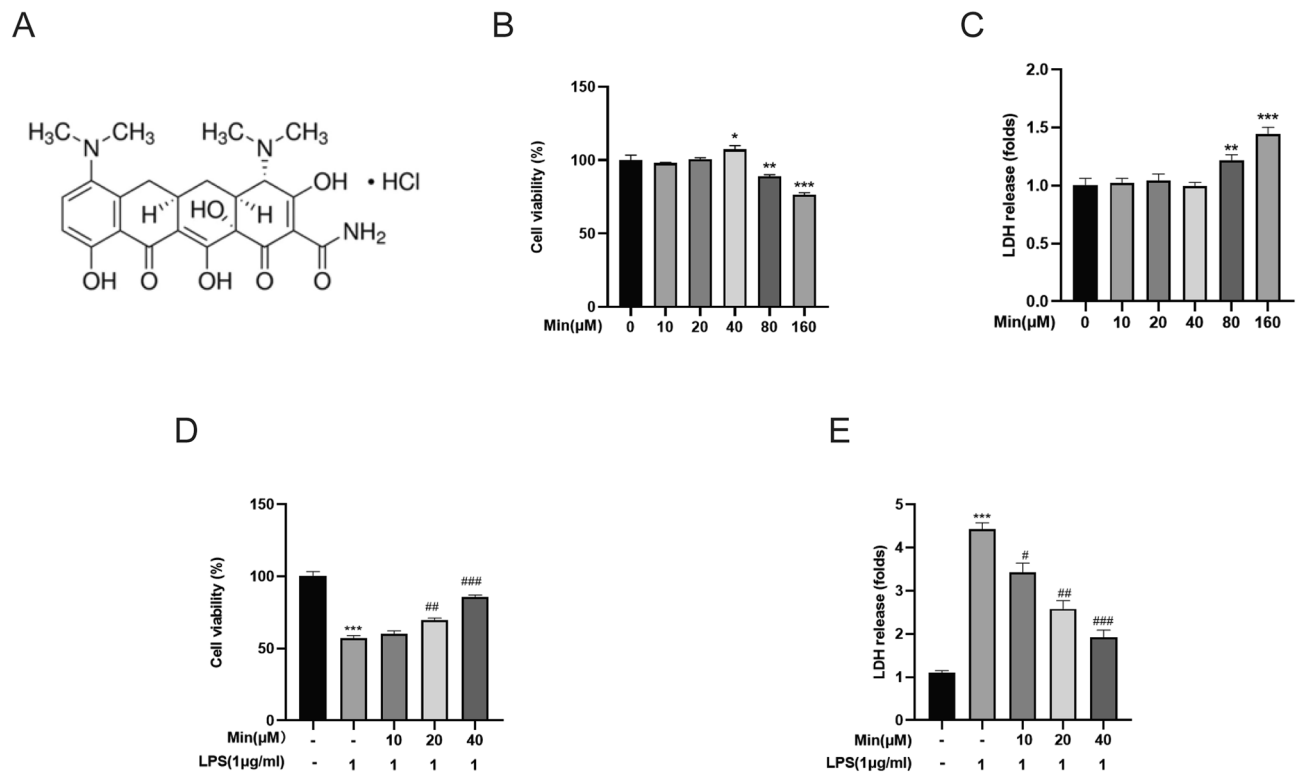 A
B
C
H₃C CH₃ H₃C CH₃
N N
OH • HCl
H HO H
NH₂
OH O OH O O
Cell viability (%)
150
100
50
0
*
**
***
Min(μM) 0 10 20 40 80 160
LDH release (folds)
2.0
1.5
1.0
0.5
0.0
**
***
Min(μM) 0 10 20 40 80 160
D
E
Cell viability (%)
150
100
50
0
***
##
###
Min(μM) - - 10 20 40
LPS(1μg/ml) - 1 1 1 1
LDH release (folds)
5
4
3
2
1
0
***
#
##
###
Min(μM) - - 10 20 40
LPS(1μg/ml) - 1 1 1 1